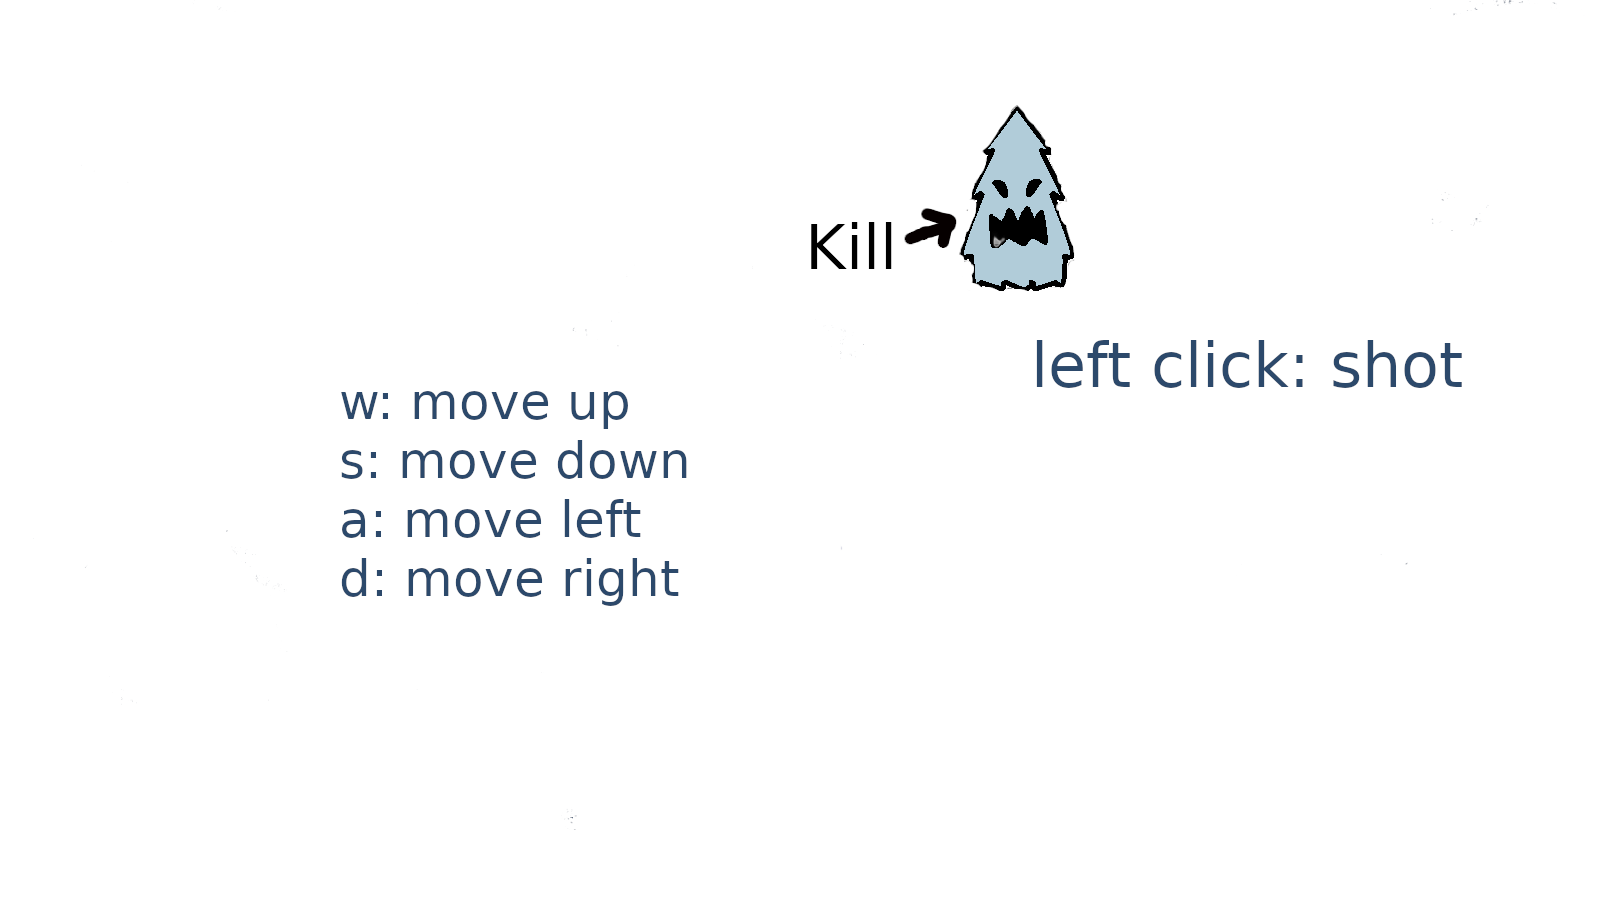 Kill
left click: shot
w: move up
s: move down
a: move left
d: move right